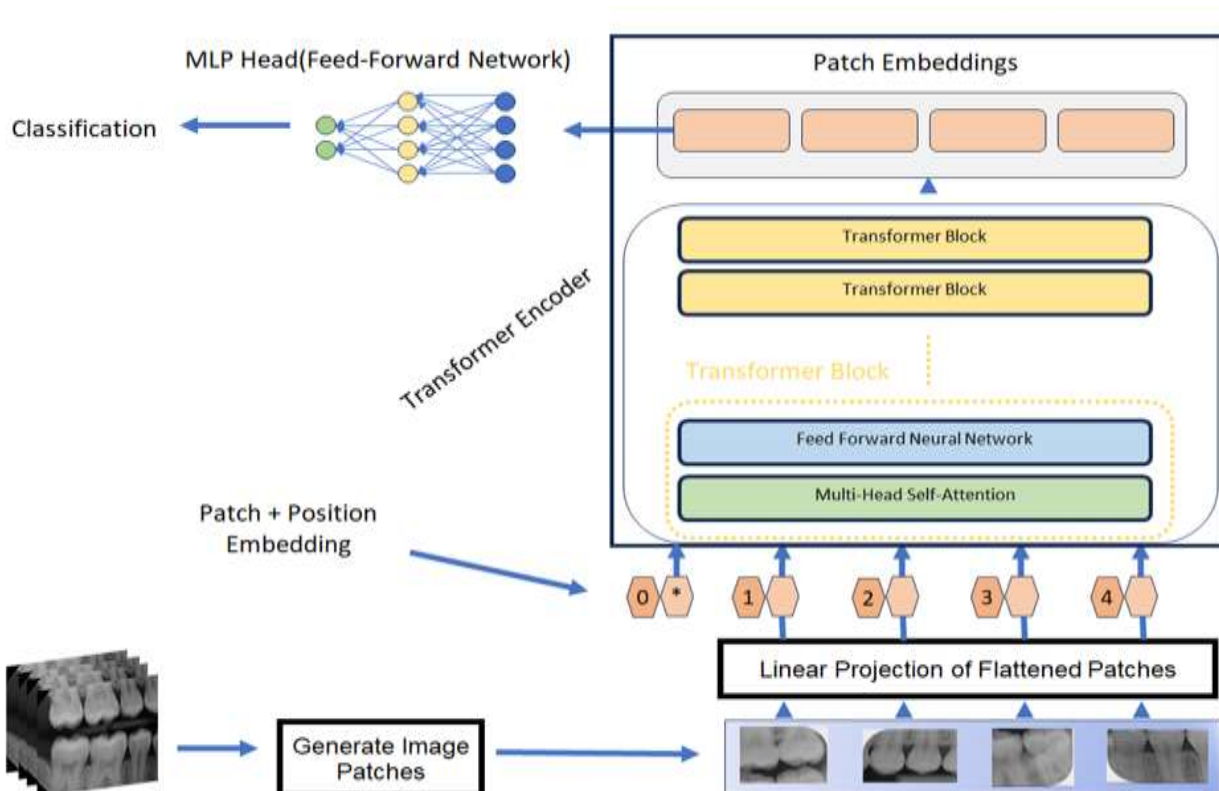 MLP Head(Feed-Forward Network)
Patch Embeddings
Classification
Transformer Block
Transformer Block
Transformer Encoder
Transformer Block
Feed Forward Neural Network
Multi-Head Self-Attention
Patch + Position
Embedding
0 * 1 2 3 4
Linear Projection of Flattened Patches
Generate Image
Patches